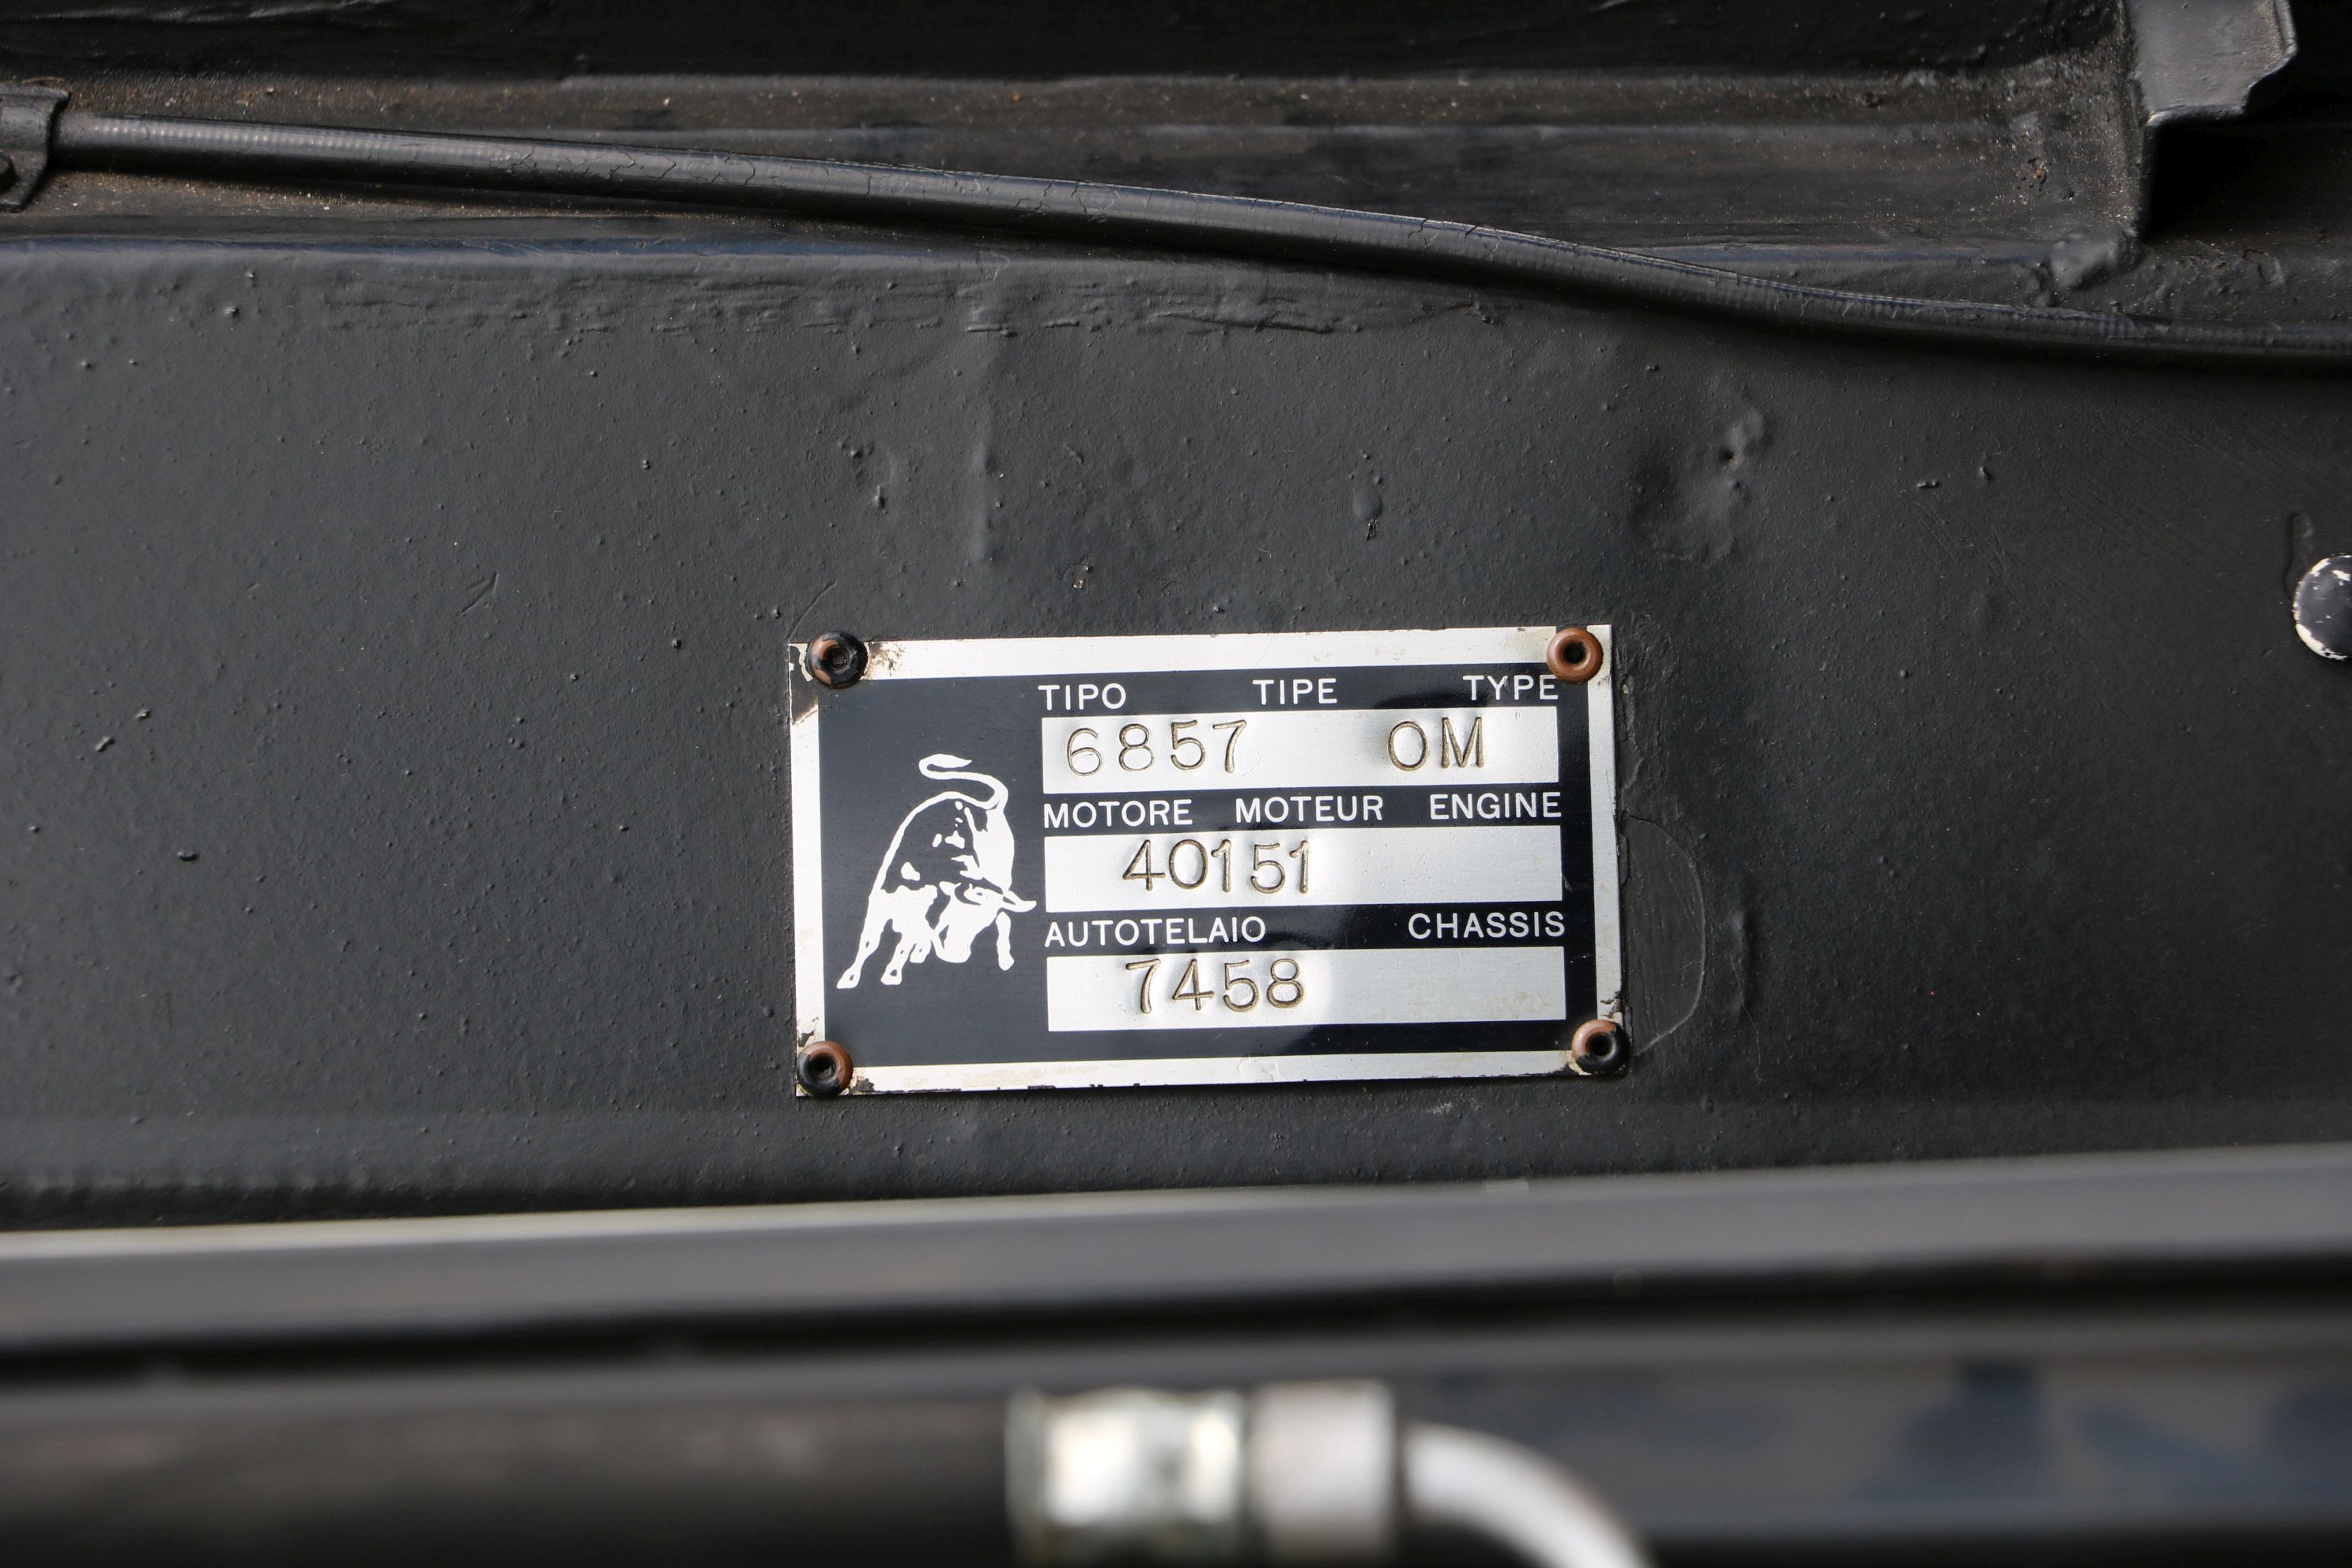 TIPO TIPE TYPE
6857 OM
MOTORE MOTEUR ENGINE
40151
AUTOTELAIO CHASSIS
7458